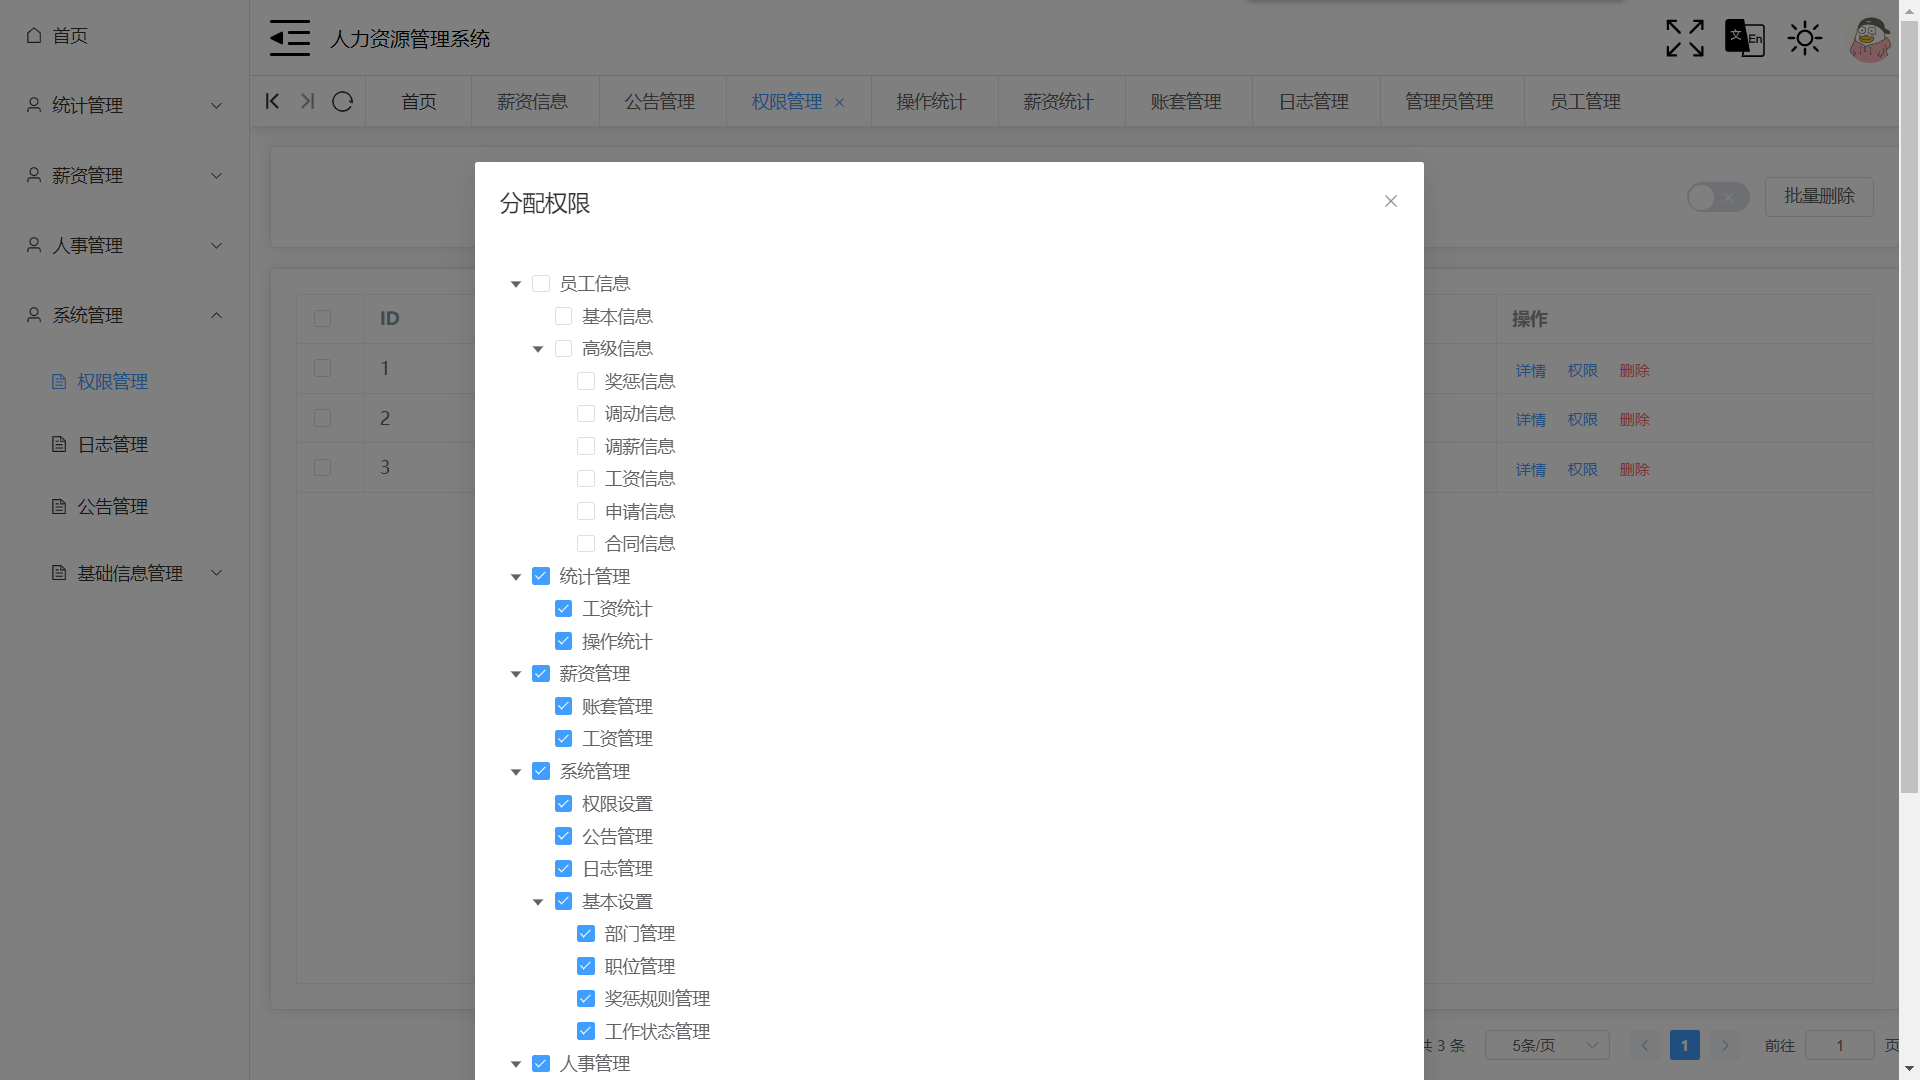 首页
统计管理
薪资管理
人事管理
系统管理
权限管理
日志管理
公告管理
基础信息管理
人力资源管理系统
文 En
首页 薪资信息 公告管理 权限管理 操作统计 薪资统计 账套管理 日志管理 管理员管理 员工管理
批量删除
ID 操作
1 详情 权限 删除
2 详情 权限 删除
3 详情 权限 删除
分配权限
员工信息
基本信息
高级信息
奖惩信息
调动信息
调薪信息
工资信息
申请信息
合同信息
统计管理
工资统计
操作统计
薪资管理
账套管理
工资管理
系统管理
权限设置
公告管理
日志管理
基本设置
部门管理
职位管理
奖惩规则管理
工作状态管理
人事管理
共 3 条 5条/页 1 前往 1 页